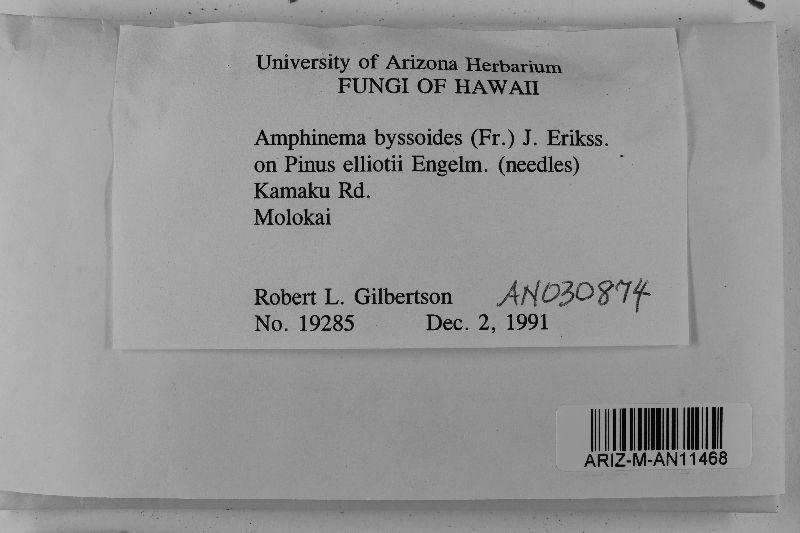 University of Arizona Herbarium
FUNGI OF HAWAII
Amphinema byssoides (Fr.) J. Erikss.
on Pinus elliotii Engelm. (needles)
Kamaku Rd.
Molokai
Robert L. Gilbertson AN030874
No. 19285 Dec. 2, 1991
ARIZ-M-AN11468